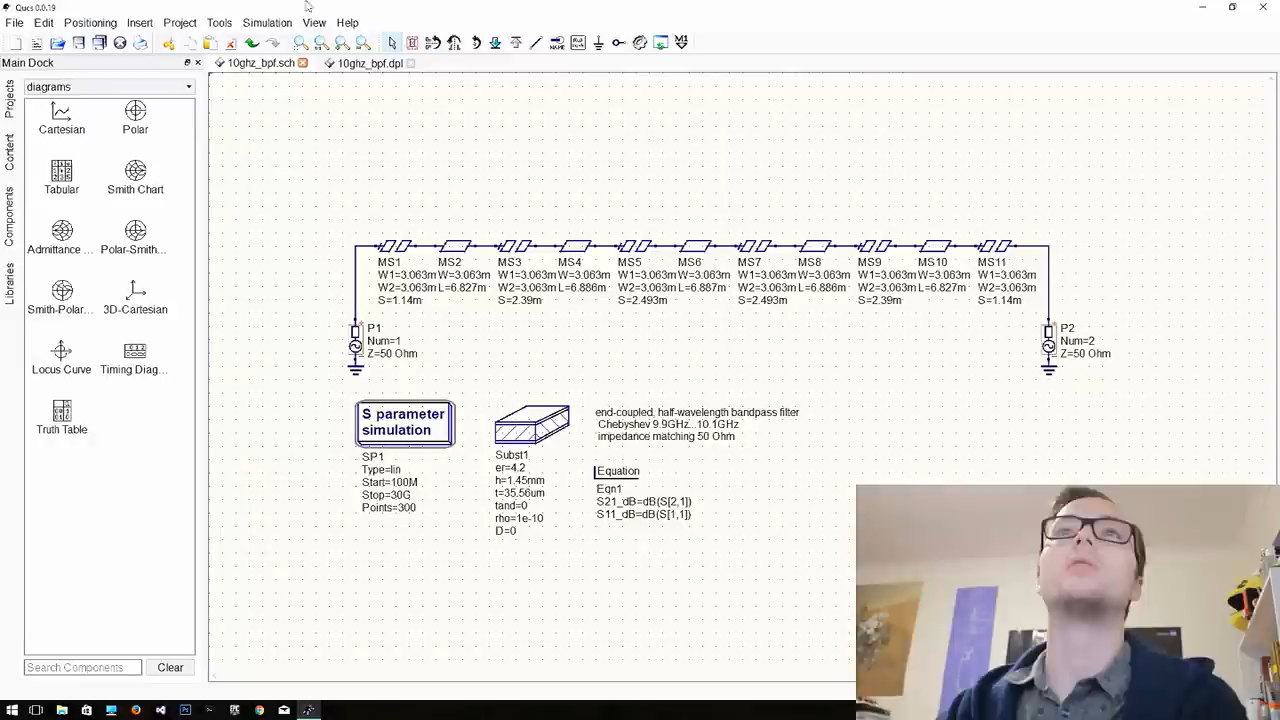 Qucs 0.0.19
File Edit Positioning Insert Project Tools Simulation View Help
Main Dock
10ghz_bpf.sch
10ghz_bpf.dpl
Projects
Content
Components
Libraries
diagrams
Cartesian
Polar
Tabular
Smith Chart
Admittance ...
Polar-Smith...
Smith-Polar...
3D-Cartesian
Locus Curve
Timing Diag...
Truth Table
Search Components
Clear
MS1 MS2 MS3 MS4 MS5 MS6 MS7 MS8 MS9 MS10 MS11
W1=3.063m W=3.063m W1=3.063m W=3.063m W1=3.063m W=3.063m W1=3.063m W=3.063m W1=3.063m W=3.063m W1=3.063m
W2=3.063m L=6.827m W2=3.063m L=6.886m W2=3.063m L=6.887m W2=3.063m L=6.886m W2=3.063m L=6.827m W2=3.063m
S=1.14m S=2.39m S=2.493m S=2.493m S=2.39m S=1.14m
P1
Num=1
Z=50 Ohm
P2
Num=2
Z=50 Ohm
S parameter
simulation
SP1
Type=lin
Start=100M
Stop=30G
Points=300
Subst1
er=4.2
h=1.45mm
t=35.56um
tand=0
rho=1e-10
D=0
end-coupled, half-wavelength bandpass filter
Chebyshev 9.9GHz...10.1GHz
impedance matching 50 Ohm
Equation
Eqn1
S21_dB=dB(S[2,1])
S11_dB=dB(S[1,1])